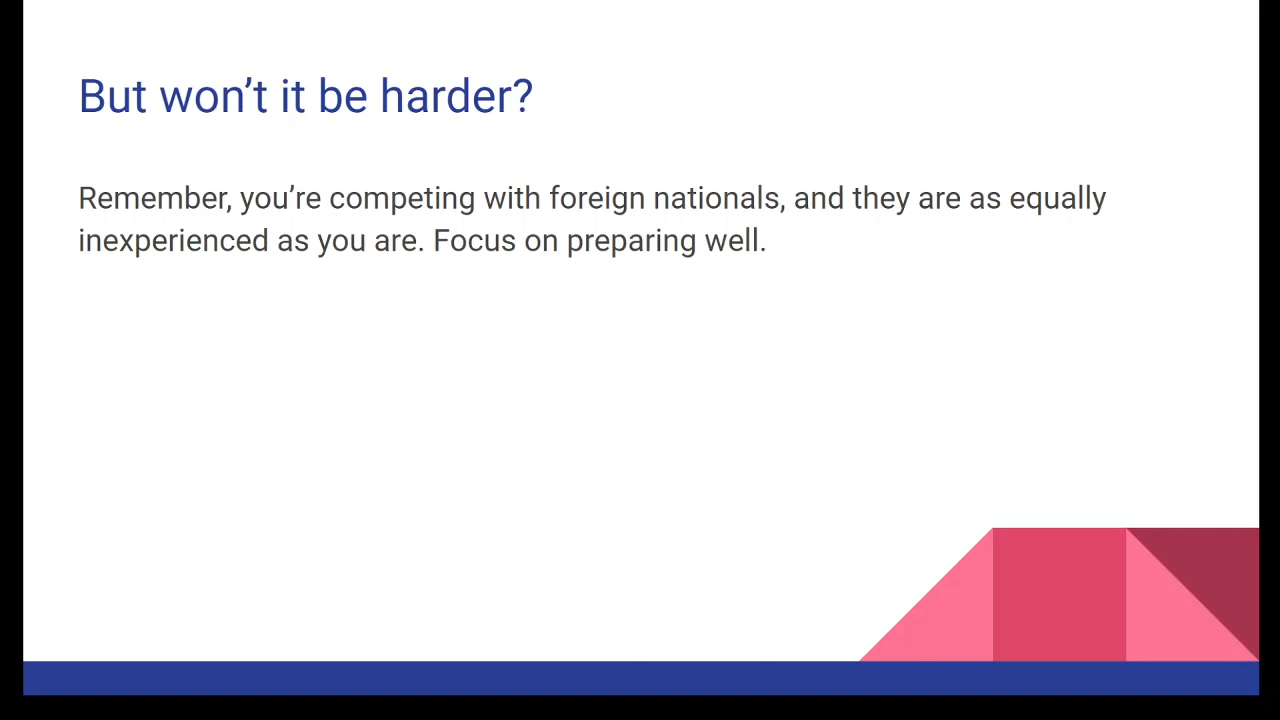 But won’t it be harder?
Remember, you’re competing with foreign nationals, and they are as equally
inexperienced as you are. Focus on preparing well.